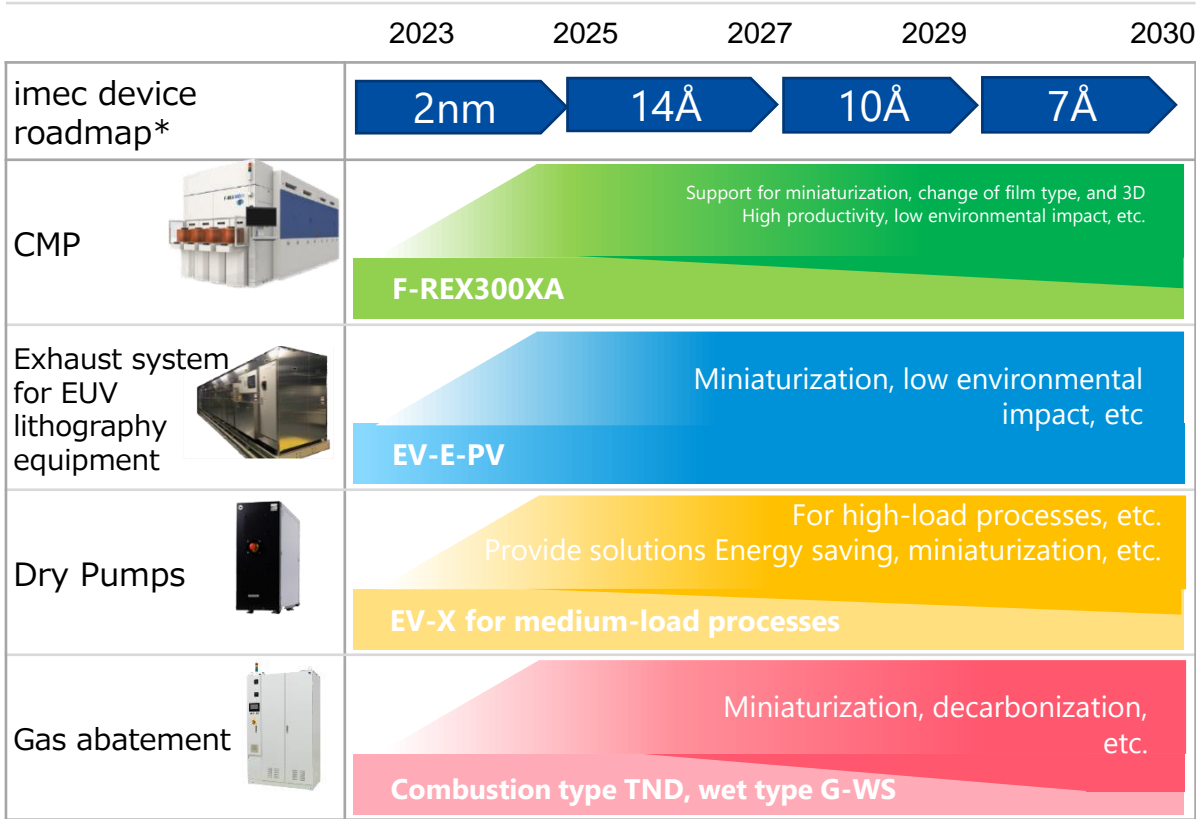 2023 2025 2027 2029 2030
imec device
roadmap*
2nm 14Å 10Å 7Å
CMP
Support for miniaturization, change of film type, and 3D
High productivity, low environmental impact, etc.
F-REX300XA
Exhaust system
for EUV
lithography
equipment
Miniaturization, low environmental
impact, etc
EV-E-PV
Dry Pumps
For high-load processes, etc.
Provide solutions Energy saving, miniaturization, etc.
EV-X for medium-load processes
Gas abatement
Miniaturization, decarbonization,
etc.
Combustion type TND, wet type G-WS